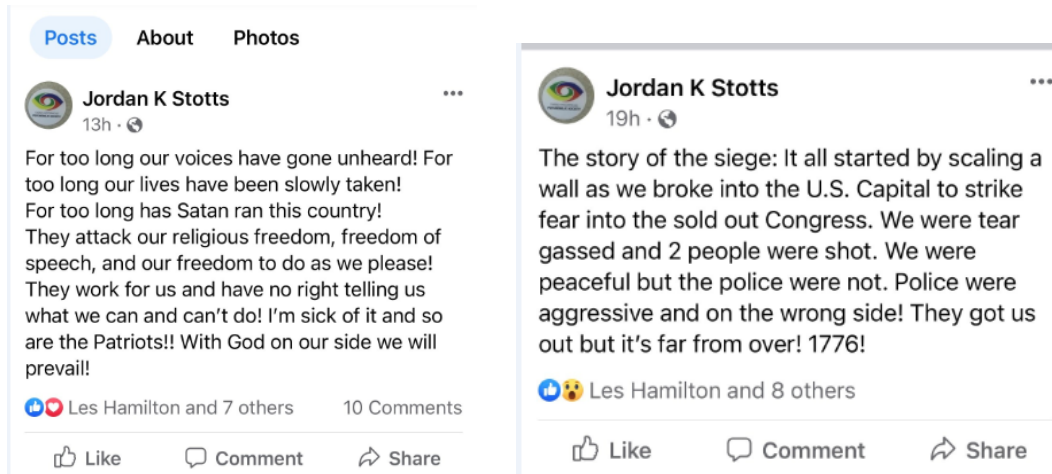 Posts About Photos
Jordan K Stotts
13h ·
For too long our voices have gone unheard! For
too long our lives have been slowly taken!
For too long has Satan ran this country!
They attack our religious freedom, freedom of
speech, and our freedom to do as we please!
They work for us and have no right telling us
what we can and can't do! I'm sick of it and so
are the Patriots!! With God on our side we will
prevail!
Les Hamilton and 7 others 10 Comments
Like Comment Share
Jordan K Stotts
19h ·
The story of the siege: It all started by scaling a
wall as we broke into the U.S. Capital to strike
fear into the sold out Congress. We were tear
gassed and 2 people were shot. We were
peaceful but the police were not. Police were
aggressive and on the wrong side! They got us
out but it's far from over! 1776!
Les Hamilton and 8 others
Like Comment Share